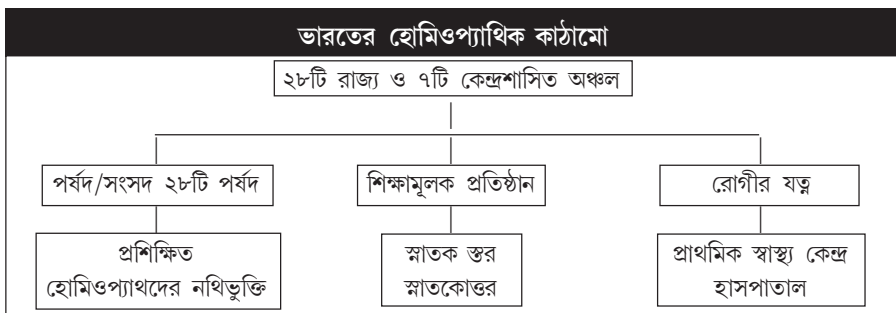 ভারতের হোমিওপ্যাথিক কাঠামো
২৮টি রাজ্য ও ৭টি কেন্দ্রশাসিত অঞ্চল
পর্ষদ/সংসদ ২৮টি পর্ষদ
শিক্ষামূলক প্রতিষ্ঠান
রোগীর যত্ন
প্রশিক্ষিত
হোমিওপ্যাথদের নথিভুক্তি
স্নাতক স্তর
স্নাতকোত্তর
প্রাথমিক স্বাস্থ্য কেন্দ্র
হাসপাতাল